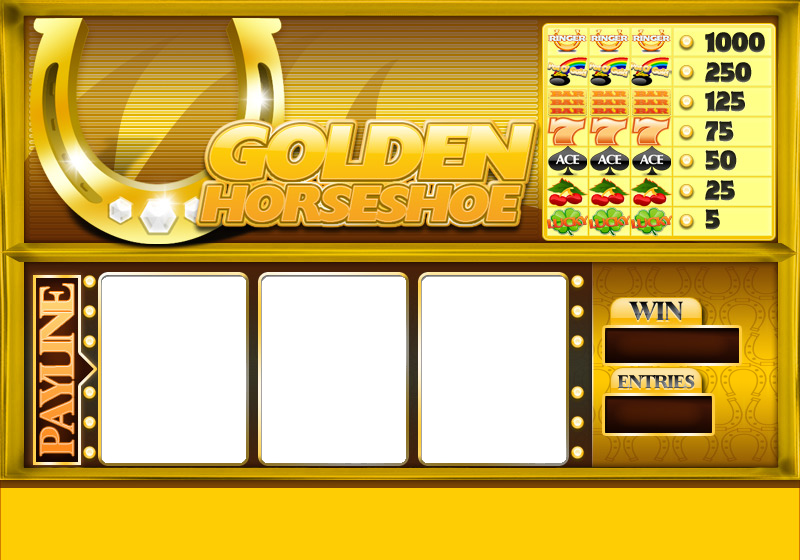 GOLDEN
HORSESHOE
RINGER RINGER RINGER 1000
250
BAR BAR BAR
BAR BAR BAR
BAR BAR BAR 125
7 7 7 75
ACE ACE ACE 50
25
LUCKY LUCKY LUCKY 5
PAYLINE
WIN
ENTRIES